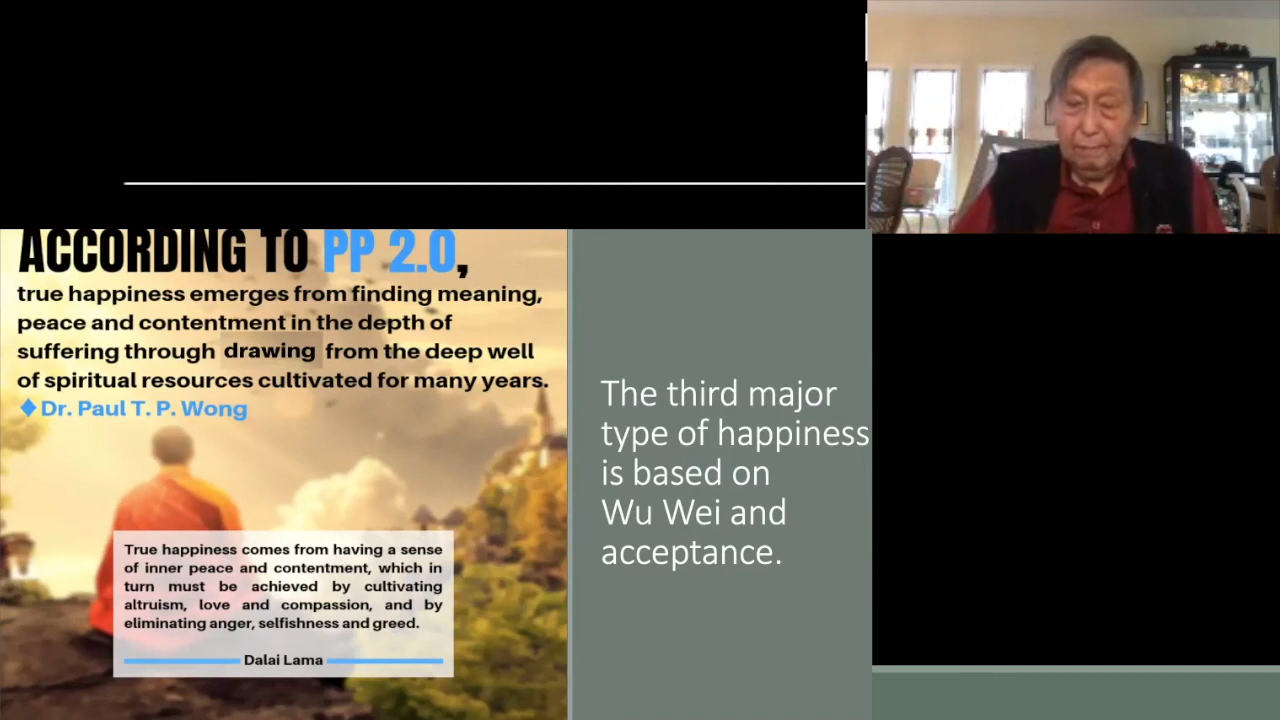 ACCORDING TO PP 2.0,
true happiness emerges from finding meaning,
peace and contentment in the depth of
suffering through drawing from the deep well
of spiritual resources cultivated for many years.
♦Dr. Paul T. P. Wong
True happiness comes from having a sense
of inner peace and contentment, which in
turn must be achieved by cultivating
altruism, love and compassion, and by
eliminating anger, selfishness and greed.
Dalai Lama
The third major
type of happiness
is based on
Wu Wei and
acceptance.